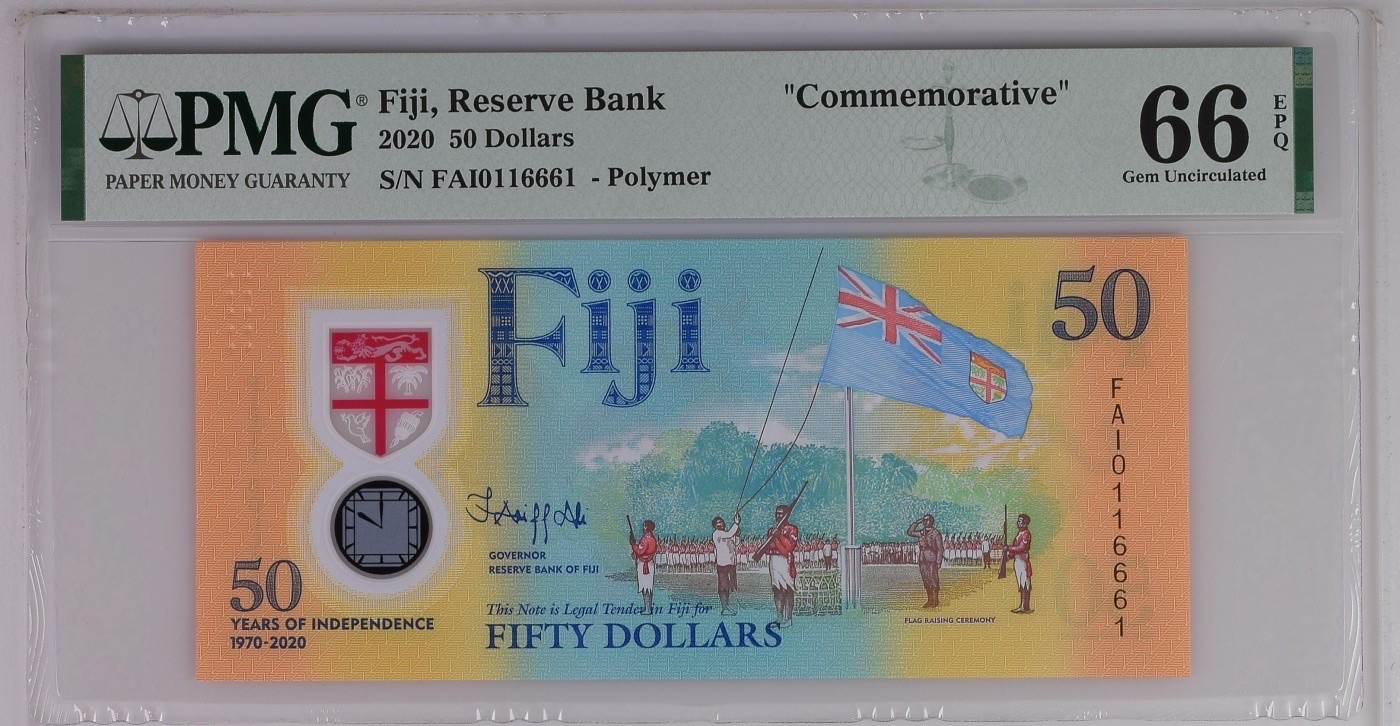 PMG®
PAPER MONEY GUARANTY
Fiji, Reserve Bank
2020 50 Dollars
S/N FAI0116661 - Polymer
"Commemorative"
66
EPQ
Gem Uncirculated
Fiji
50
FAI0116661
GOVERNOR
RESERVE BANK OF FIJI
50
YEARS OF INDEPENDENCE
1970-2020
This Note is Legal Tender in Fiji for
FIFTY DOLLARS
FLAG RAISING CEREMONY